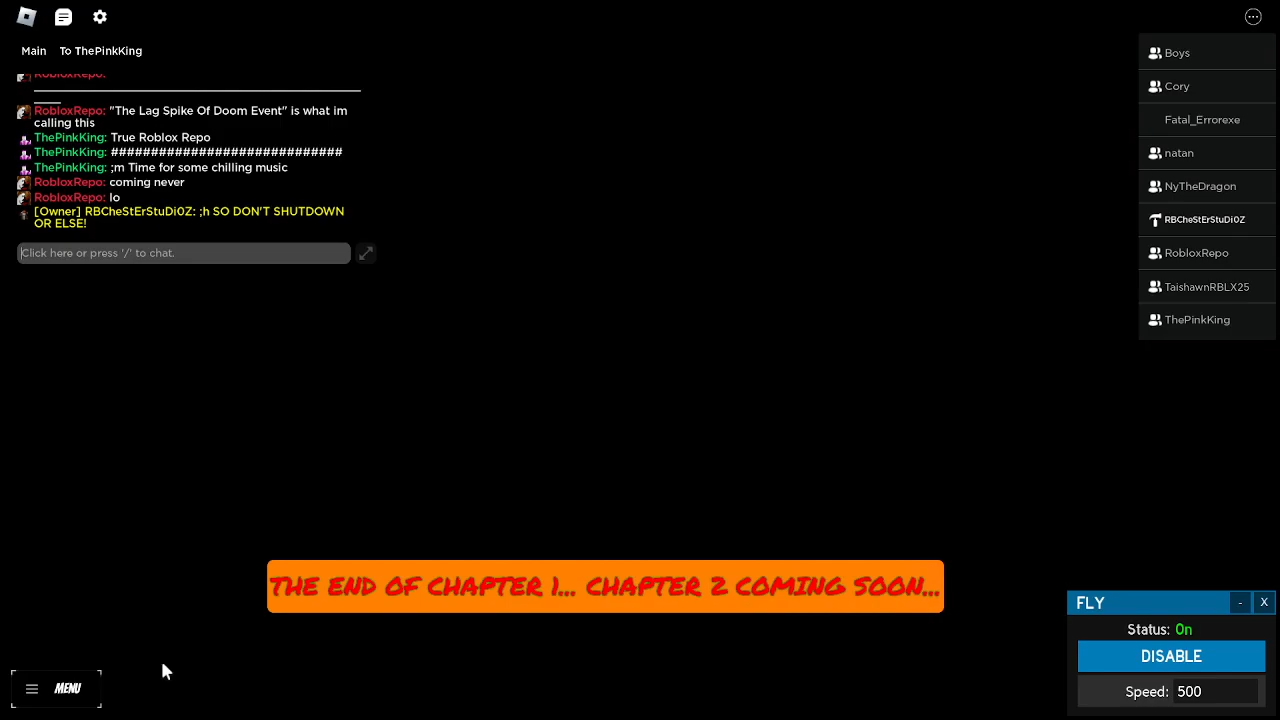 Main To ThePinkKing
RobloxRepo:
RobloxRepo: "The Lag Spike Of Doom Event" is what im
calling this
ThePinkKing: True Roblox Repo
ThePinkKing: #############################
ThePinkKing: ;m Time for some chilling music
RobloxRepo: coming never
RobloxRepo: lo
[Owner] RBCheStErStuDi0Z: ;h SO DON'T SHUTDOWN
OR ELSE!
Click here or press '/' to chat.
Boys
Cory
Fatal_Errorexe
natan
NyTheDragon
RBCheStErStuDi0Z
RobloxRepo
TaishawnRBLX25
ThePinkKing
THE END OF CHAPTER 1... CHAPTER 2 COMING SOON...
FLY - X
Status: On
DISABLE
Speed: 500
MENU